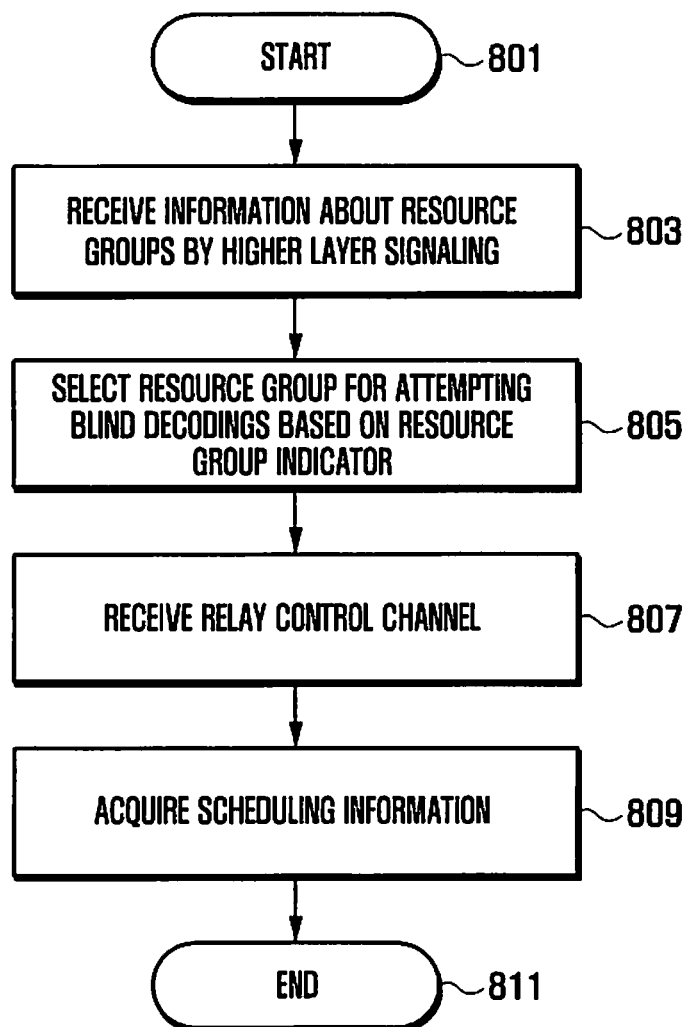 START
801
RECEIVE INFORMATION ABOUT RESOURCE
GROUPS BY HIGHER LAYER SIGNALING
803
SELECT RESOURCE GROUP FOR ATTEMPTING
BLIND DECODINGS BASED ON RESOURCE
GROUP INDICATOR
805
RECEIVE RELAY CONTROL CHANNEL
807
ACQUIRE SCHEDULING INFORMATION
809
END
811